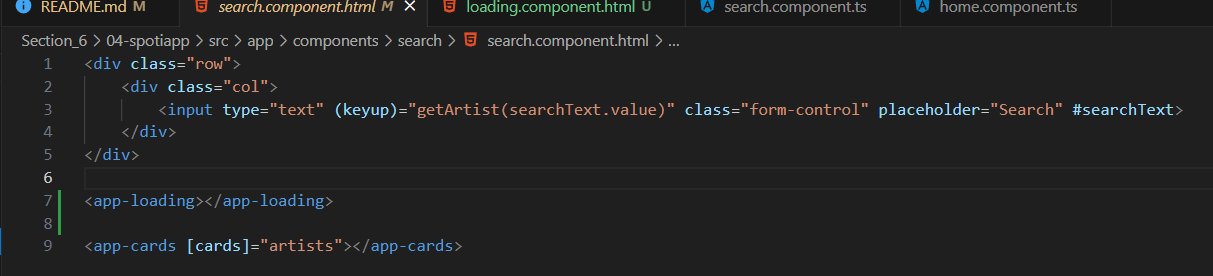 README.md M search.component.html M loading.component.html U search.component.ts home.component.ts
Section_6 > 04-spotiapp > src > app > components > search > search.component.html > ...
1 <div class="row">
2 <div class="col">
3 <input type="text" (keyup)="getArtist(searchText.value)" class="form-control" placeholder="Search" #searchText>
4 </div>
5 </div>
6
7 <app-loading></app-loading>
8
9 <app-cards [cards]="artists"></app-cards>